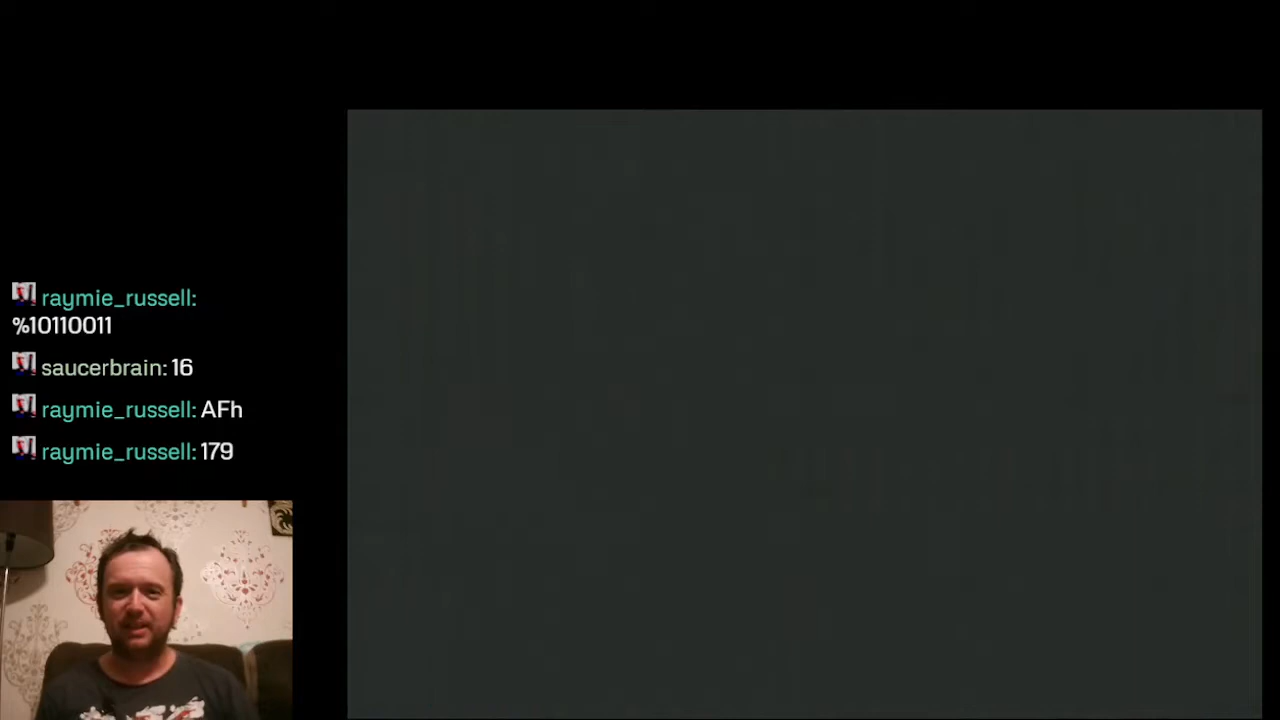 raymie_russell:
%10110011
saucerbrain: 16
raymie_russell: AFh
raymie_russell: 179